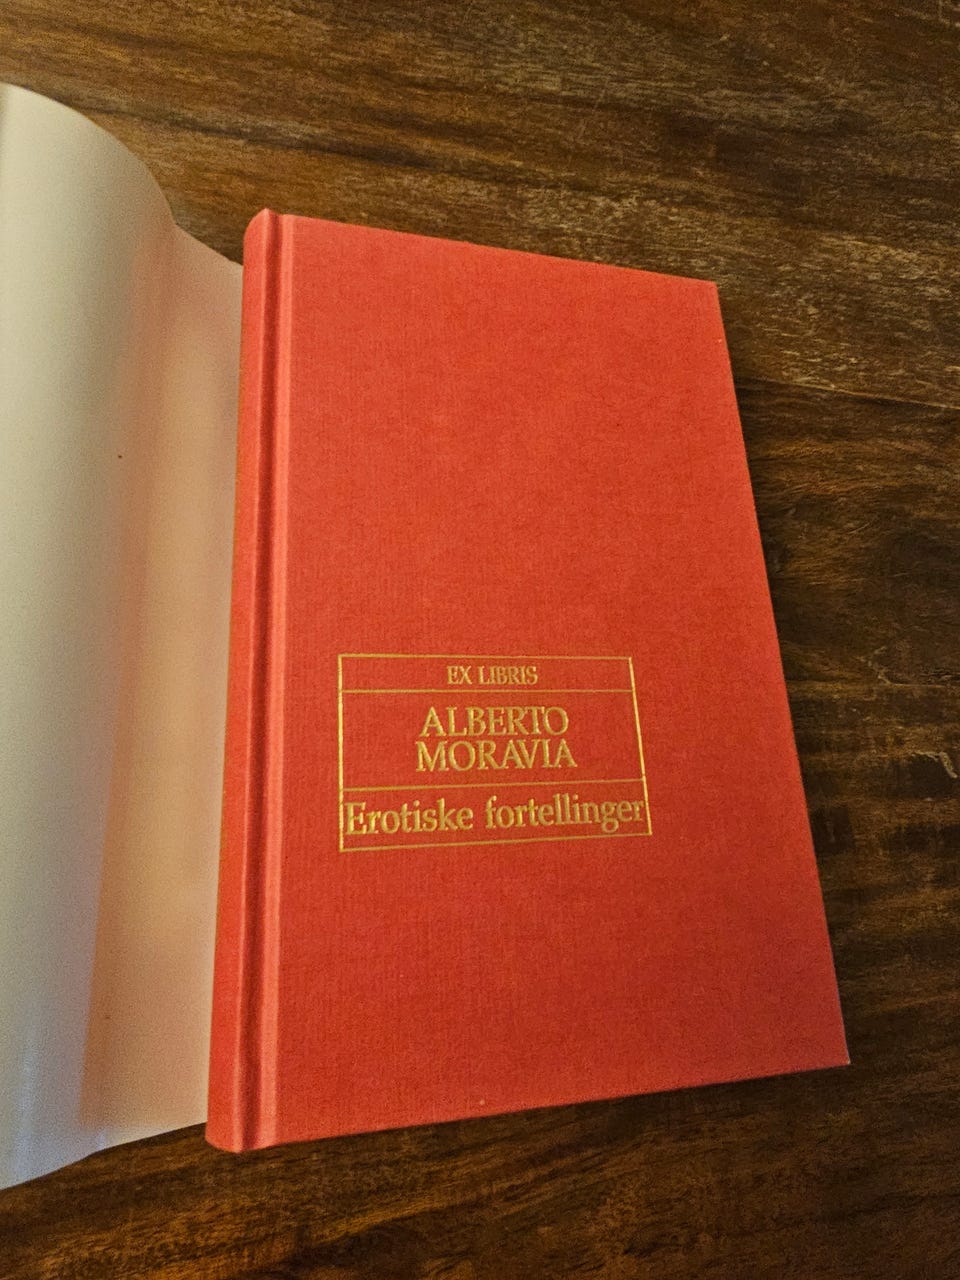 EX LIBRIS
ALBERTO
MORAVIA
Erotiske fortellinger